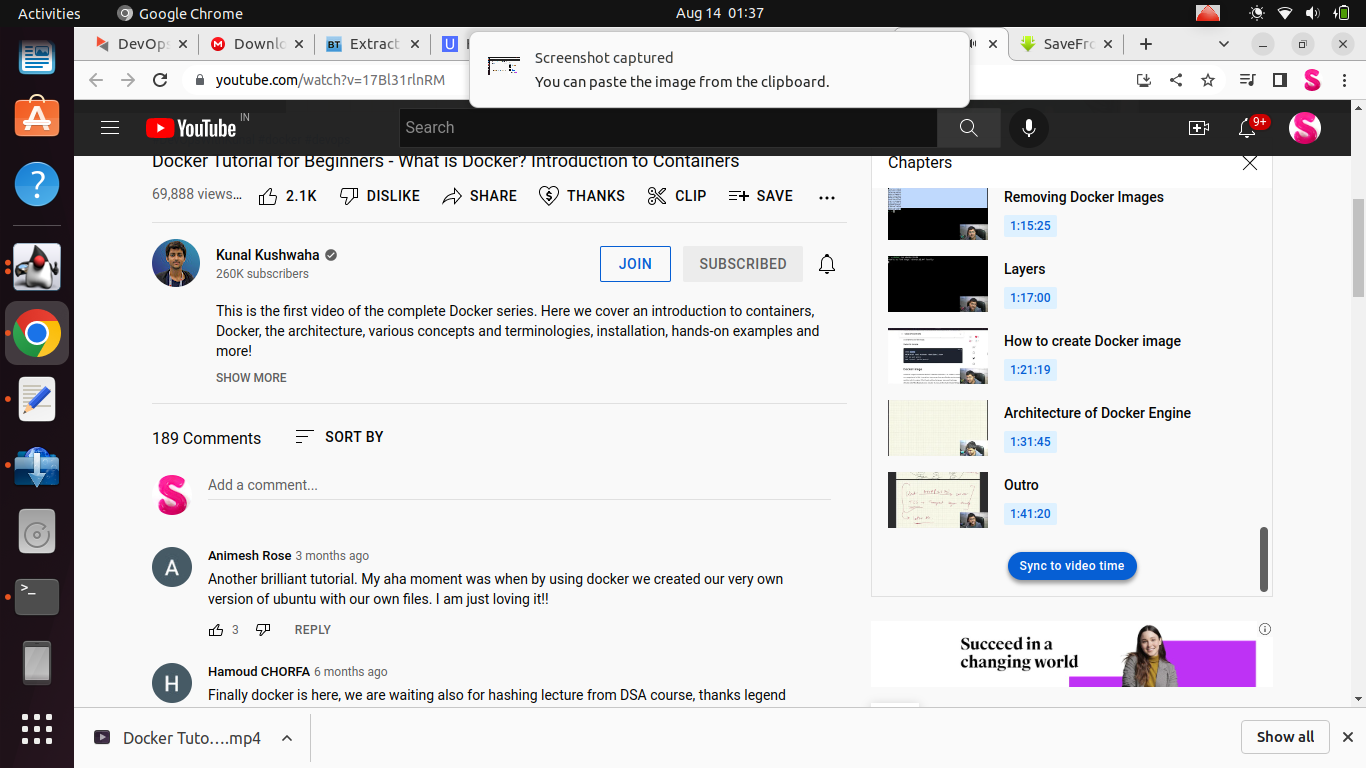 Activities
Google Chrome
Aug 14 01:37
DevOps
Downlo
Extract
Screenshot captured
You can paste the image from the clipboard.
SaveFro
youtube.com/watch?v=17Bl31rlnRM
YouTube IN
Search
9+
Docker Tutorial for Beginners - What is Docker? Introduction to Containers
69,888 views...
2.1K
DISLIKE
SHARE
THANKS
CLIP
SAVE
Kunal Kushwaha
260K subscribers
JOIN
SUBSCRIBED
This is the first video of the complete Docker series. Here we cover an introduction to containers,
Docker, the architecture, various concepts and terminologies, installation, hands-on examples and
more!
SHOW MORE
189 Comments
SORT BY
Add a comment...
Animesh Rose 3 months ago
Another brilliant tutorial. My aha moment was when by using docker we created our very own
version of ubuntu with our own files. I am just loving it!!
3
REPLY
Hamoud CHORFA 6 months ago
Finally docker is here, we are waiting also for hashing lecture from DSA course, thanks legend
Chapters
Removing Docker Images
1:15:25
Layers
1:17:00
How to create Docker image
1:21:19
Architecture of Docker Engine
1:31:45
Outro
1:41:20
Sync to video time
Succeed in a
changing world
Docker Tuto....mp4
Show all